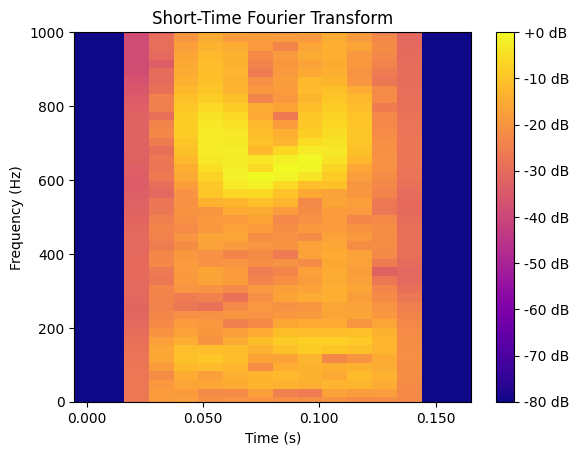 Short-Time Fourier Transform
Frequency (Hz)
1000
800
600
400
200
0
0.000
0.050
0.100
0.150
Time (s)
+0 dB
-10 dB
-20 dB
-30 dB
-40 dB
-50 dB
-60 dB
-70 dB
-80 dB